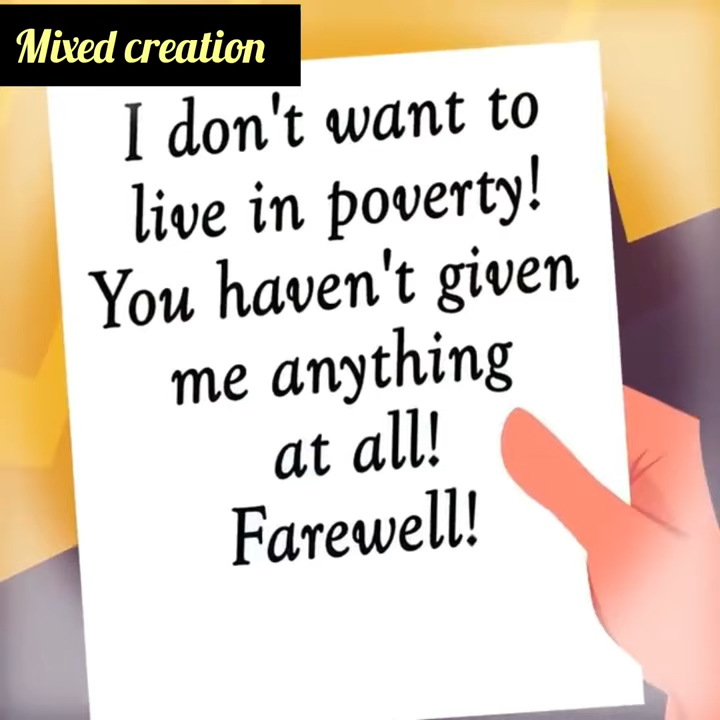 Mixed creation
I don't want to
live in poverty!
You haven't given
me anything
at all!
Farewell!